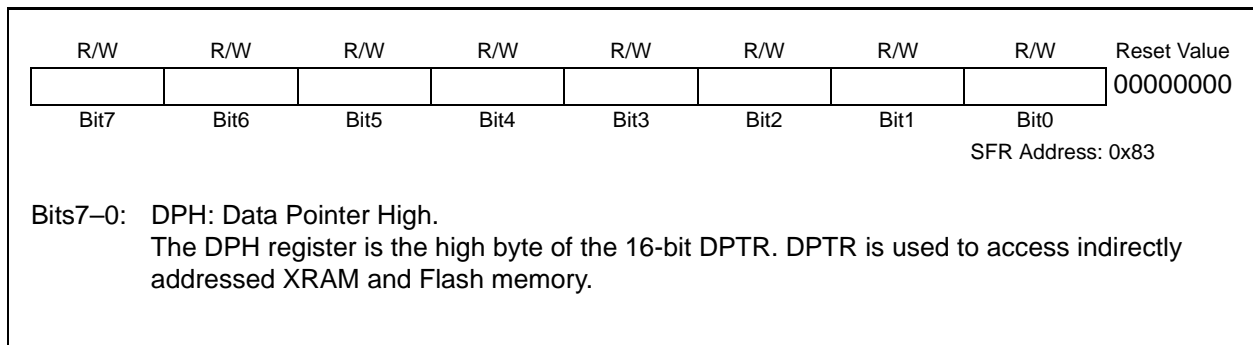 R/W R/W R/W R/W R/W R/W R/W R/W Reset Value
00000000
Bit7 Bit6 Bit5 Bit4 Bit3 Bit2 Bit1 Bit0
SFR Address: 0x83
Bits7–0: DPH: Data Pointer High.
The DPH register is the high byte of the 16-bit DPTR. DPTR is used to access indirectly
addressed XRAM and Flash memory.